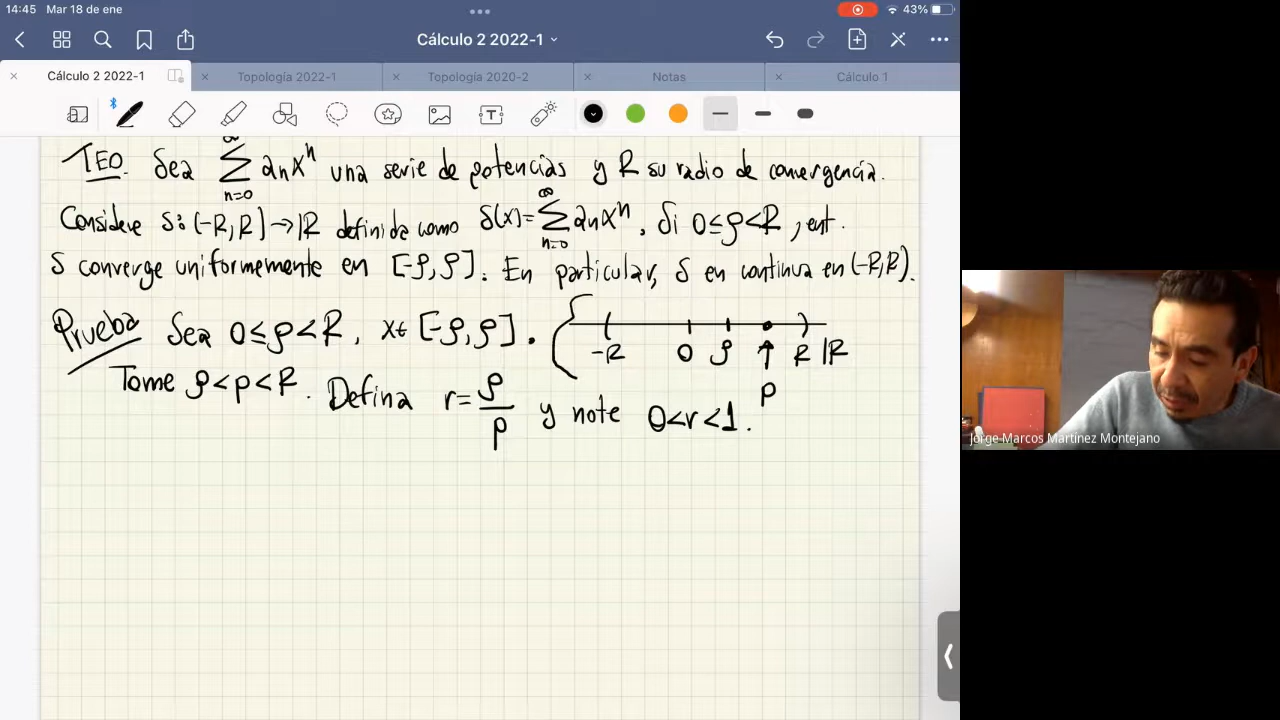 14:45 Mar 18 de ene
43%
Cálculo 2 2022-1
Cálculo 2 2022-1 Topología 2022-1 Topología 2020-2 Notas Cálculo 1
TEO. Sea ∑_{n=0}^{∞} a_n x^n una serie de potencias y R su radio de convergencia.
Considere S: (-R, R) → ℝ definida como S(x) = ∑_{n=0}^{∞} a_n x^n. Si 0 ≤ ρ < R, ent.
S converge uniformemente en [-ρ, ρ]. En particular, S en continua en (-R, R).
Prueba Sea 0 ≤ ρ < R, x ∈ [-ρ, ρ].
-R 0 ρ p R ℝ
Tome ρ < p < R. Defina r = ρ/p y note 0 < r < 1.
Jorge-Marcos Martínez Montejano